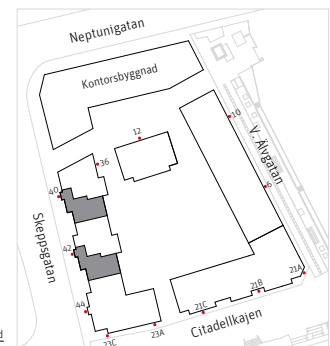 Neptunigatan
Kontorsbyggnad
12
10
36
V. Älvgatan
6
40
Skeppsgatan
42
21A
21B
44
21C
Citadellkajen
23A
23C